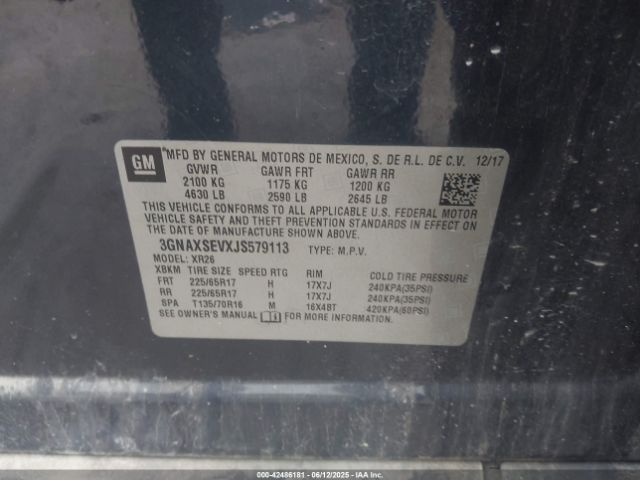 GM
*MFD BY GENERAL MOTORS DE MEXICO, S. DE R.L. DE C.V. 12/17
GVWR GAWR FRT GAWR RR
2100 KG 1175 KG 1200 KG
4630 LB 2590 LB 2645 LB
THIS VEHICLE CONFORMS TO ALL APPLICABLE U.S. FEDERAL MOTOR
VEHICLE SAFETY AND THEFT PREVENTION STANDARDS IN EFFECT ON
THE DATE OF MANUFACTURE SHOWN ABOVE.
3GNAXSEVXJS579113 TYPE: M.P.V.
MODEL: XR26
XBKM TIRE SIZE SPEED RTG RIM COLD TIRE PRESSURE
FRT 225/65R17 H 17X7J 240KPA(35PSI)
RR 225/65R17 H 17X7J 240KPA(35PSI)
SPA T135/70R16 M 16X4BT 420KPA(60PSI)
SEE OWNER'S MANUAL FOR MORE INFORMATION.
000-42486181 - 06/12/2025 - IAAI.COM